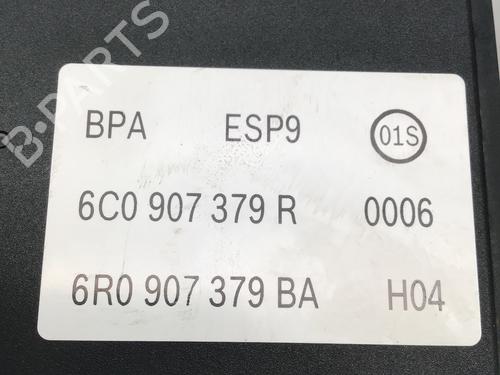 B-PARTS
BPA ESP9 01S
6C0 907 379 R 0006
6R0 907 379 BA H04